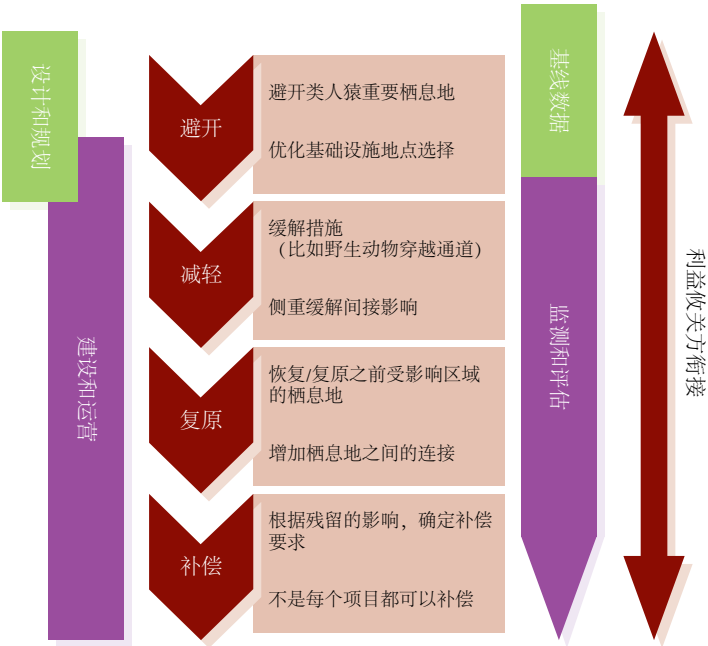 设计和规划
建设和运营
避开
避开类人猿重要栖息地
优化基础设施地点选择
减轻
缓解措施
（比如野生动物穿越通道）
侧重缓解间接影响
复原
恢复/复原之前受影响区域
的栖息地
增加栖息地之间的连接
补偿
根据残留的影响，确定补偿
要求
不是每个项目都可以补偿
基线数据
监测和评估
利益攸关方衔接